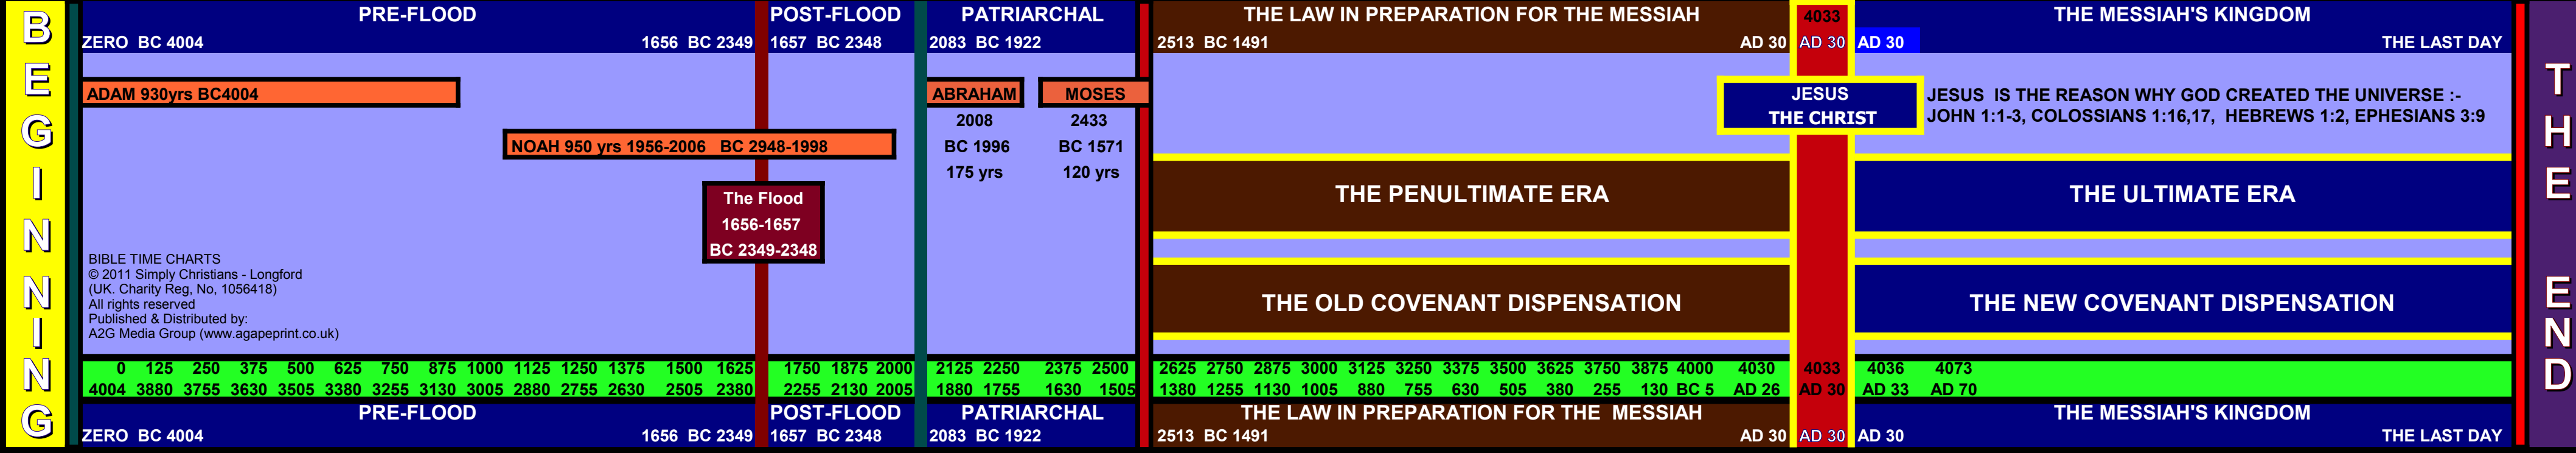 BEGINNING
PRE-FLOOD
ZERO BC 4004
1656 BC 2349
POST-FLOOD
1657 BC 2348
PATRIARCHAL
2083 BC 1922
THE LAW IN PREPARATION FOR THE MESSIAH
2513 BC 1491
AD 30
4033
AD 30
THE MESSIAH'S KINGDOM
AD 30
THE LAST DAY
ADAM 930yrs BC4004
NOAH 950 yrs 1956-2006 BC 2948-1998
The Flood
1656-1657
BC 2349-2348
ABRAHAM
2008
BC 1996
175 yrs
MOSES
2433
BC 1571
120 yrs
JESUS
THE CHRIST
JESUS IS THE REASON WHY GOD CREATED THE UNIVERSE :-
JOHN 1:1-3, COLOSSIANS 1:16,17, HEBREWS 1:2, EPHESIANS 3:9
THE PENULTIMATE ERA
THE ULTIMATE ERA
THE OLD COVENANT DISPENSATION
THE NEW COVENANT DISPENSATION
BIBLE TIME CHARTS
© 2011 Simply Christians - Longford
(UK. Charity Reg, No, 1056418)
All rights reserved
Published & Distributed by:
A2G Media Group (www.agapeprint.co.uk)
0 125 250 375 500 625 750 875 1000 1125 1250 1375 1500 1625 1750 1875 2000 2125 2250 2375 2500 2625 2750 2875 3000 3125 3250 3375 3500 3625 3750 3875 4000 4030 4033 4036 4073
4004 3880 3755 3630 3505 3380 3255 3130 3005 2880 2755 2630 2505 2380 2255 2130 2005 1880 1755 1630 1505 1380 1255 1130 1005 880 755 630 505 380 255 130 BC 5 AD 26 AD 30 AD 33 AD 70
PRE-FLOOD
ZERO BC 4004
1656 BC 2349
POST-FLOOD
1657 BC 2348
PATRIARCHAL
2083 BC 1922
THE LAW IN PREPARATION FOR THE MESSIAH
2513 BC 1491
AD 30
AD 30
THE MESSIAH'S KINGDOM
AD 30
THE LAST DAY
THE END